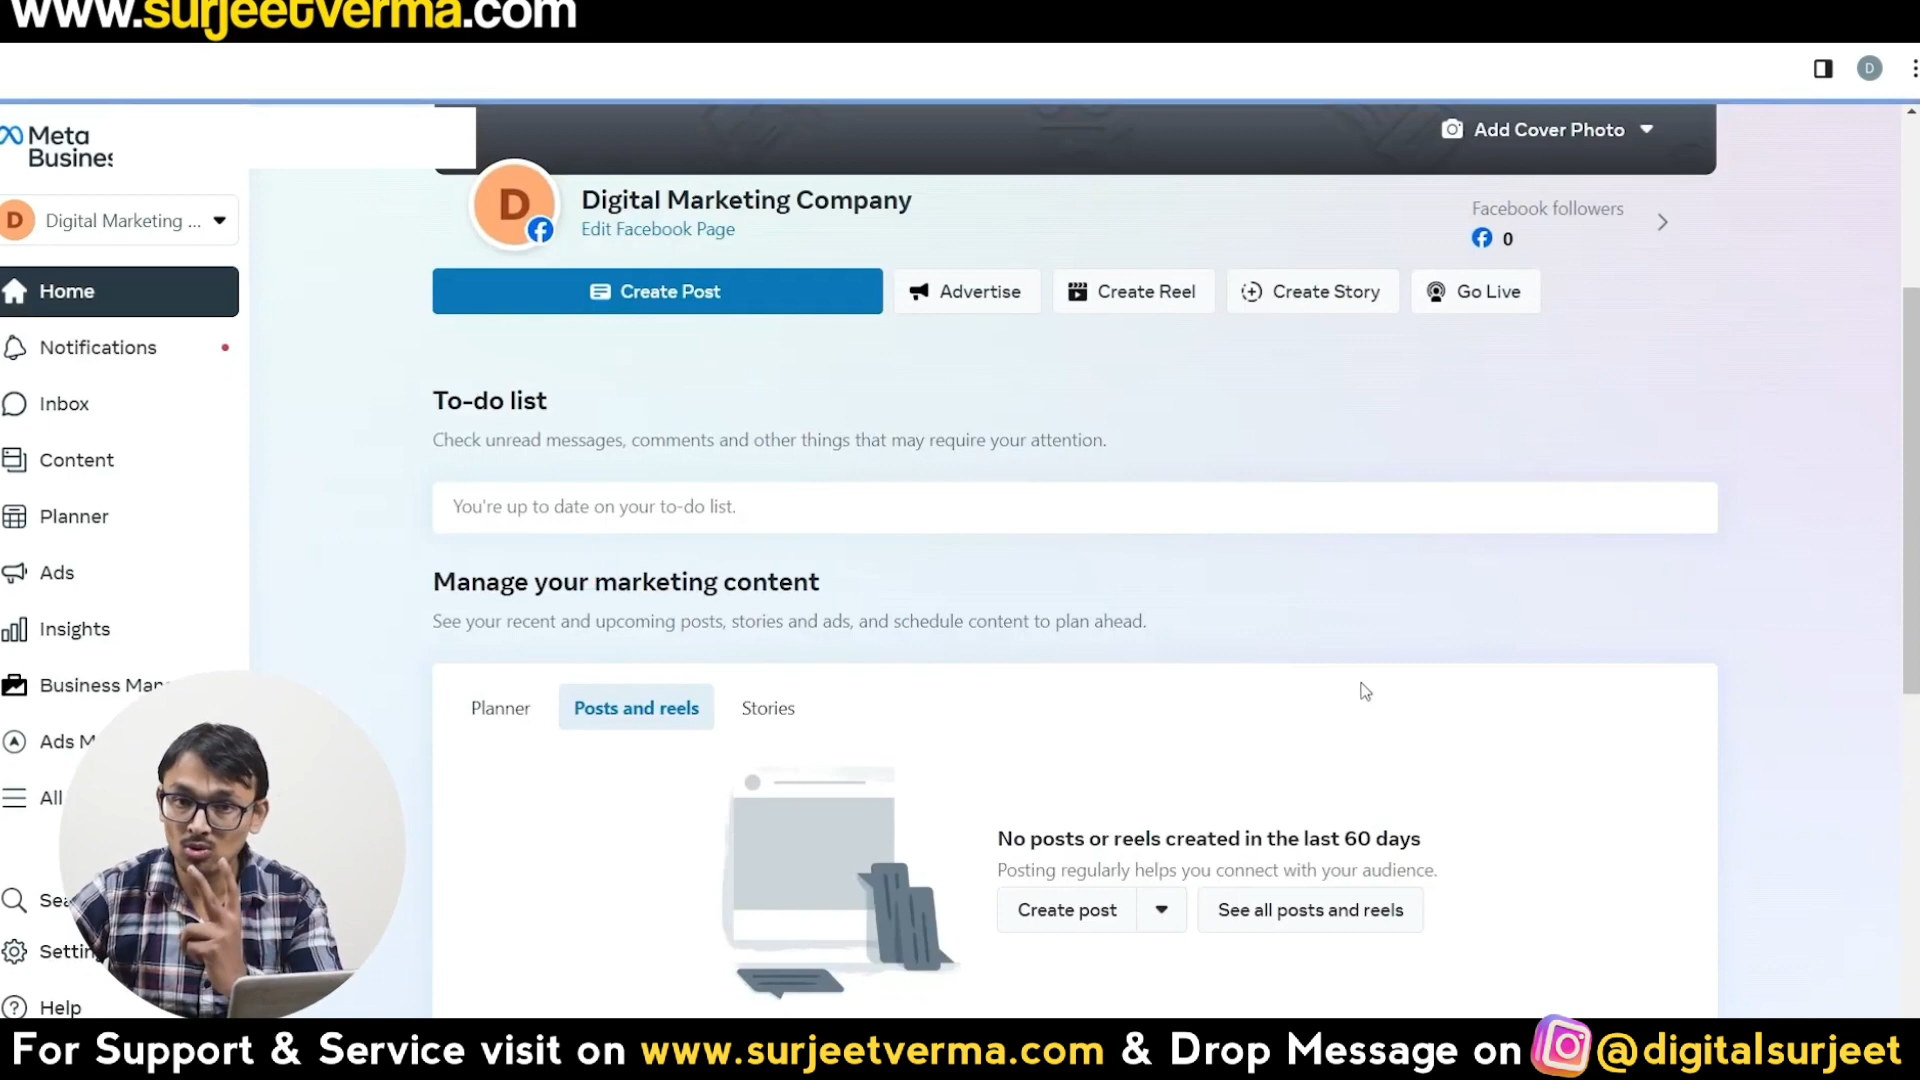 www.surjeetverma.com
D
Meta
Busines
Add Cover Photo
D
Digital Marketing ...
D
Digital Marketing Company
Edit Facebook Page
Facebook followers
0
Create Post
Advertise
Create Reel
Create Story
Go Live
Home
Notifications
Inbox
Content
Planner
Ads
Insights
Business Man
Ads M
All
Sea
Settin
Help
To-do list
Check unread messages, comments and other things that may require your attention.
You're up to date on your to-do list.
Manage your marketing content
See your recent and upcoming posts, stories and ads, and schedule content to plan ahead.
Planner
Posts and reels
Stories
No posts or reels created in the last 60 days
Posting regularly helps you connect with your audience.
Create post
See all posts and reels
For Support & Service visit on www.surjeetverma.com & Drop Message on @digitalsurjeet